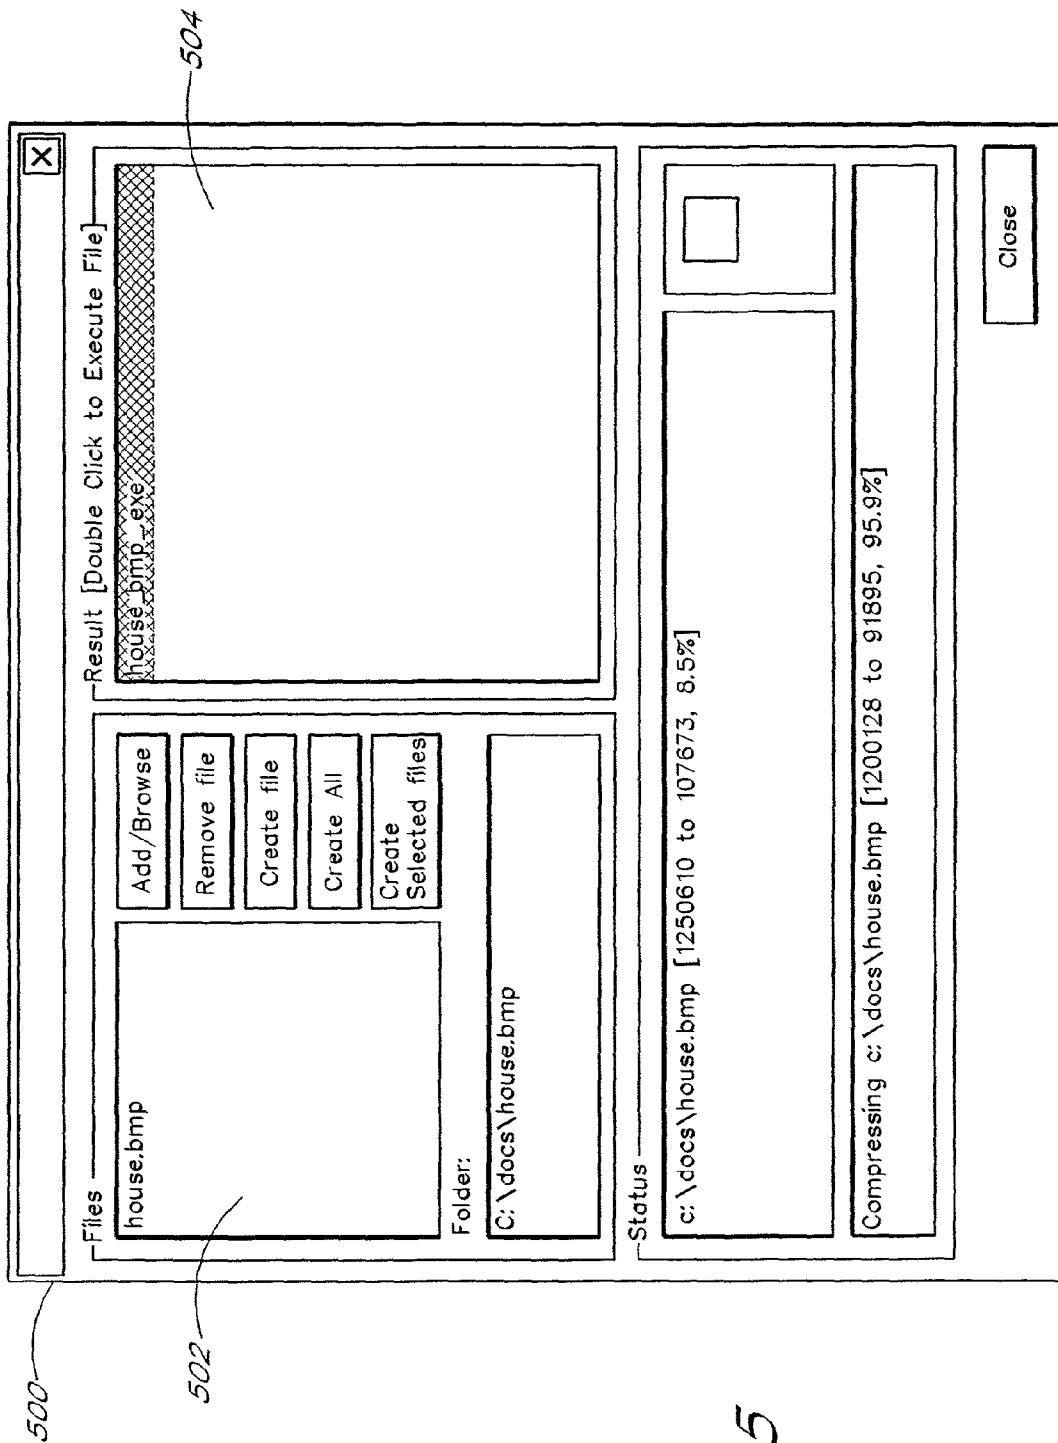 500
502
504
Files
house.bmp
Add/Browse
Remove file
Create file
Create All
Create
Selected files
Folder:
C:\docs\house.bmp
Result [Double Click to Execute File]
house_bmp_.exe
Status
c:\docs\house.bmp [1250610 to 107673, 8.5%]
Compressing c:\docs\house.bmp [1200128 to 91895, 95.9%]
Close
5